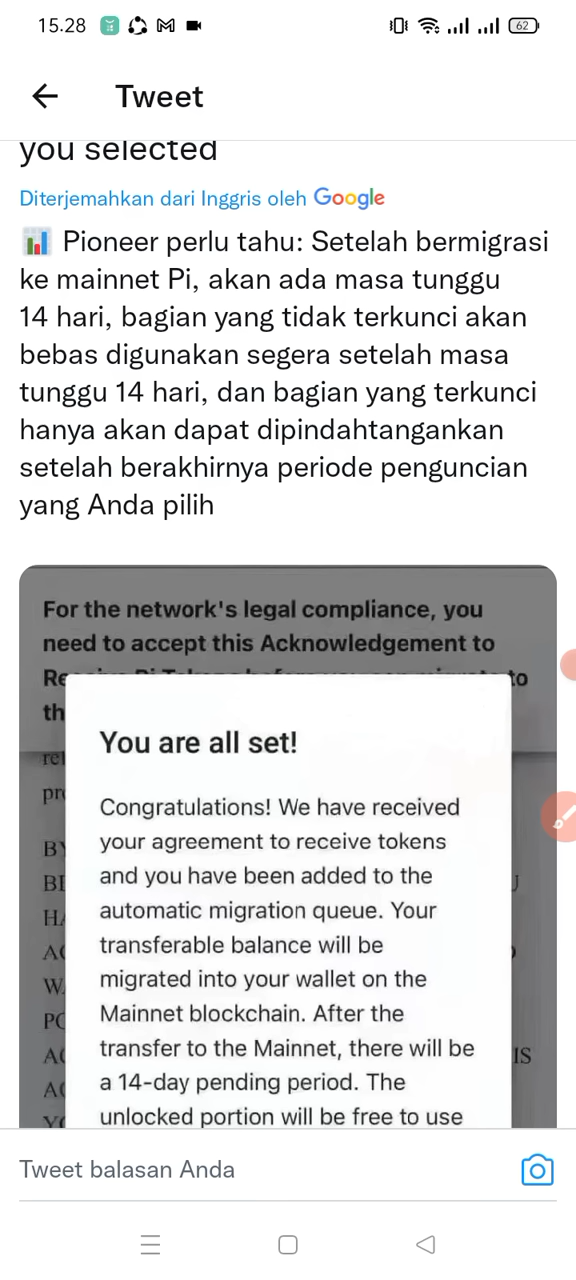 15.28
62
Tweet
you selected
Diterjemahkan dari Inggris oleh Google
📊 Pioneer perlu tahu: Setelah bermigrasi
ke mainnet Pi, akan ada masa tunggu
14 hari, bagian yang tidak terkunci akan
bebas digunakan segera setelah masa
tunggu 14 hari, dan bagian yang terkunci
hanya akan dapat dipindahtangankan
setelah berakhirnya periode penguncian
yang Anda pilih
For the network's legal compliance, you
need to accept this Acknowledgement to
to
th
You are all set!
Congratulations! We have received
your agreement to receive tokens
and you have been added to the
automatic migration queue. Your
transferable balance will be
migrated into your wallet on the
Mainnet blockchain. After the
transfer to the Mainnet, there will be
a 14-day pending period. The
unlocked portion will be free to use
Tweet balasan Anda